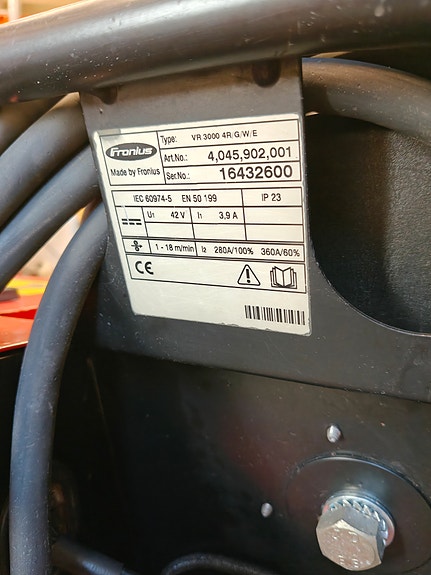 Fronius
Made by Fronius
Type: VR 3000 4R/G/W/E
Art.No.: 4,045,902,001
Ser.No.: 16432600
IEC 60974-5 EN 50 199 IP 23
U1 42 V I1 3,9 A
1 - 18 m/min I2 280A/100% 360A/60%
CE